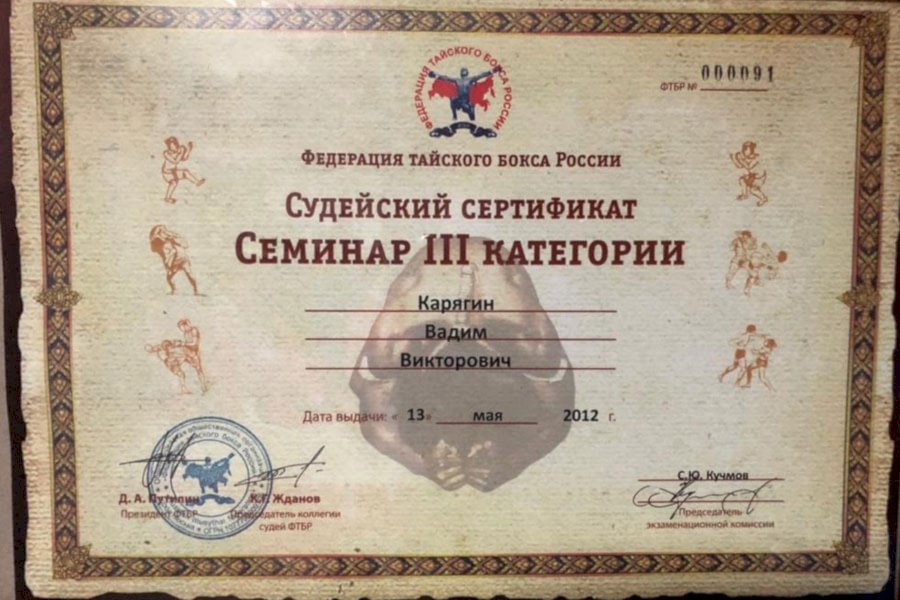 ФЕДЕРАЦИЯ ТАЙСКОГО БОКСА РОССИИ
ФТБР № 000091
ФЕДЕРАЦИЯ ТАЙСКОГО БОКСА РОССИИ
СУДЕЙСКИЙ СЕРТИФИКАТ
СЕМИНАР III КАТЕГОРИИ
Карягин
Вадим
Викторович
Дата выдачи: « 13» мая 2012 г.
Д. А. Путилин
Президент ФТБР
К.Г. Жданов
Председатель коллегии
судей ФТБР
С.Ю. Кучмов
Председатель
экзаменационной комиссии